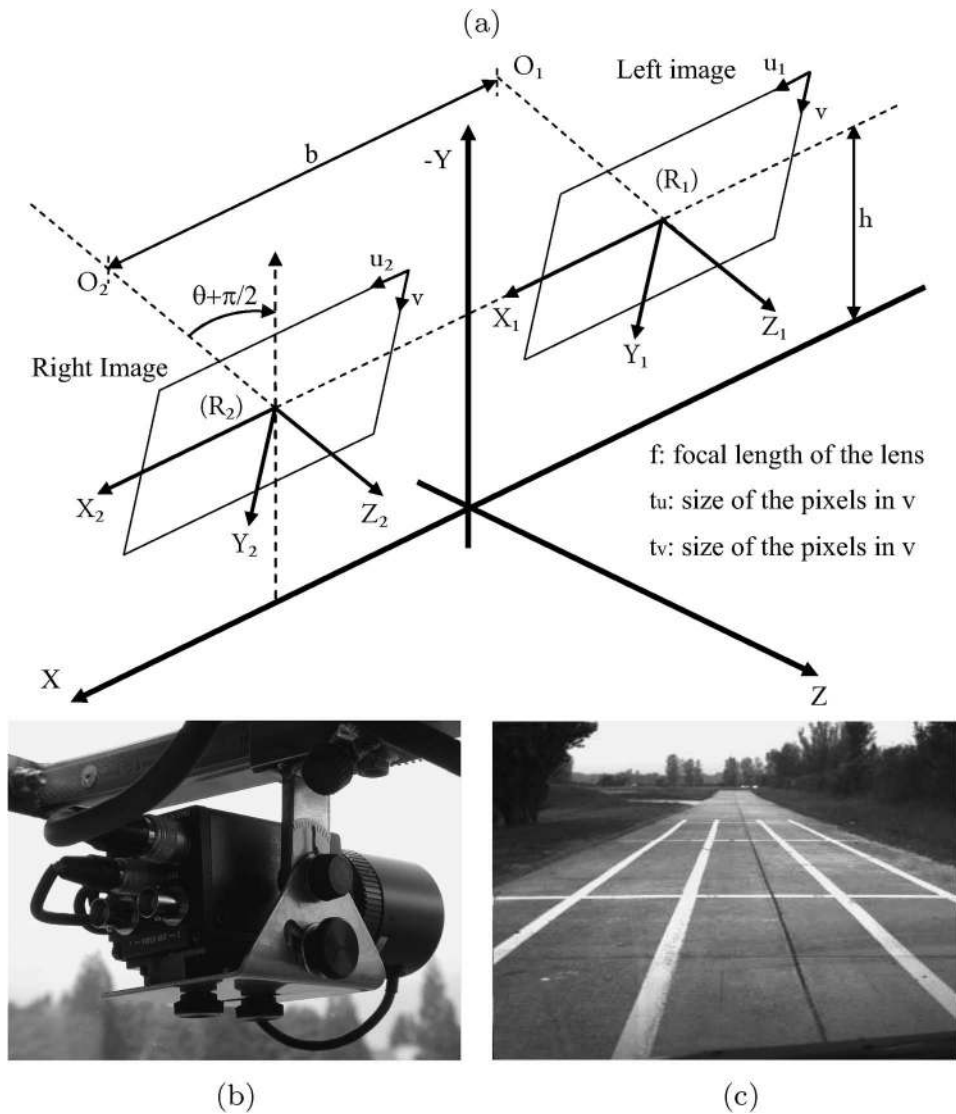 (a)
O₁
Left image
u₁
v
b
-Y
(R₁)
h
O₂
u₂
θ+π/2
v
X₁
Z₁
Y₁
Right Image
(R₂)
f: focal length of the lens
X₂
Z₂
tu: size of the pixels in v
Y₂
tv: size of the pixels in v
X
Z
(b)
(c)